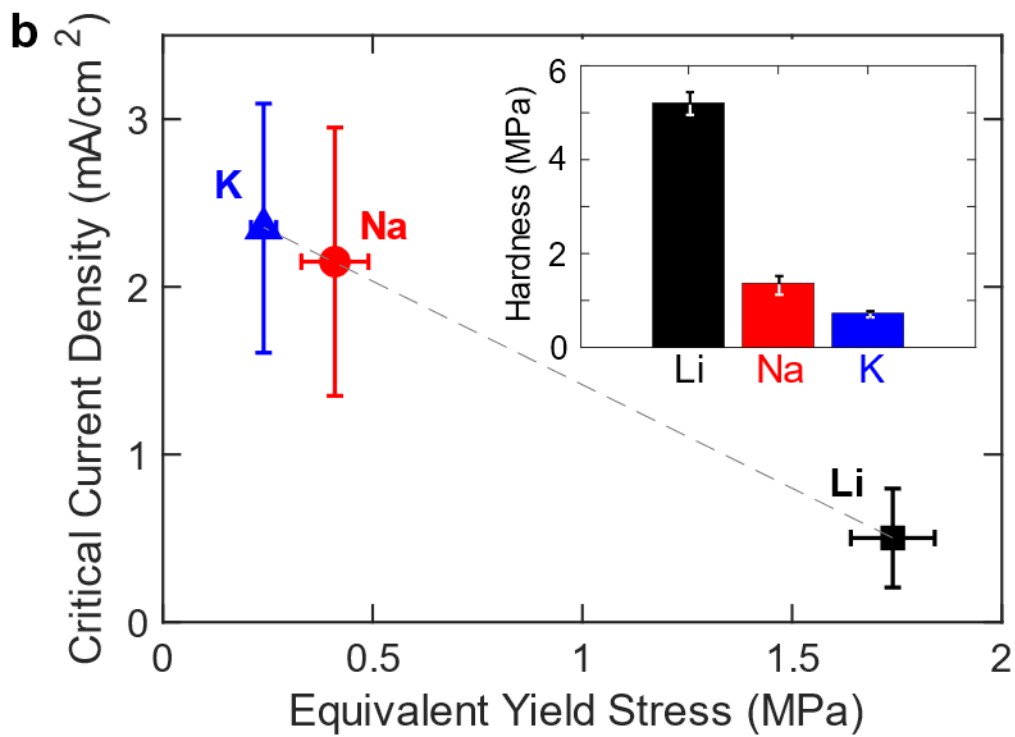 b
Critical Current Density (mA/cm 2)
3
2
1
0
0
0.5
1
1.5
2
Equivalent Yield Stress (MPa)
K
Na
Li
Hardness (MPa)
6
4
2
0
Li
Na
K